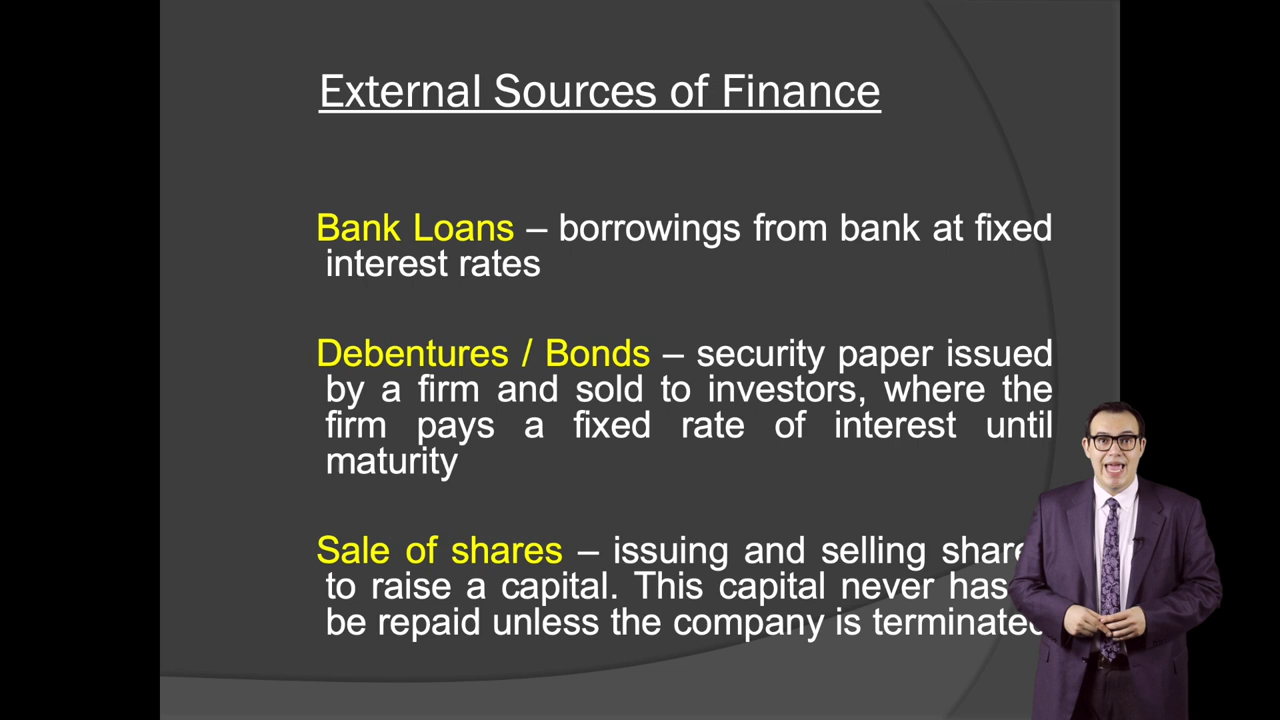 External Sources of Finance
Bank Loans – borrowings from bank at fixed
interest rates
Debentures / Bonds – security paper issued
by a firm and sold to investors, where the
firm pays a fixed rate of interest until
maturity
Sale of shares – issuing and selling
to raise a capital. This capital never has
be repaid unless the company is